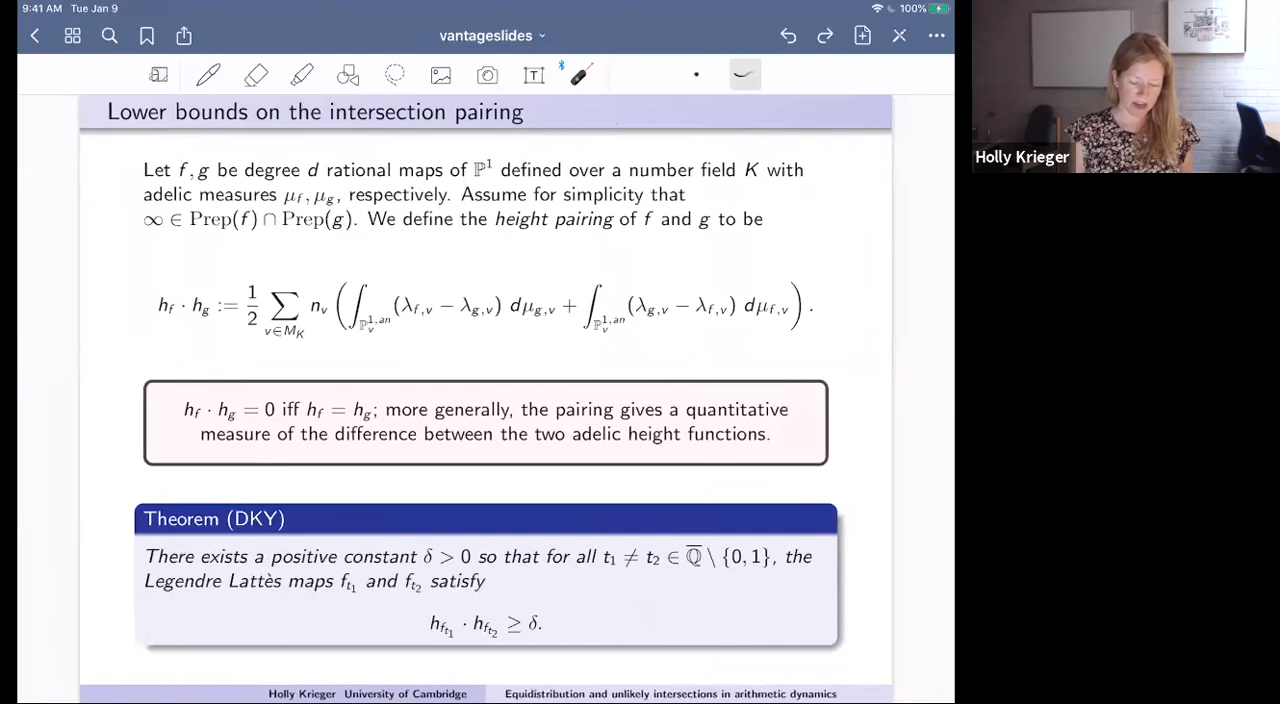 9:41 AM Tue Jan 9
100%
vantageslides
T
Lower bounds on the intersection pairing
Let f, g be degree d rational maps of ℙ¹ defined over a number field K with
adelic measures μ_f, μ_g, respectively. Assume for simplicity that
∞ ∈ Prep(f) ∩ Prep(g). We define the height pairing of f and g to be
h_f · h_g := 1/2 ∑_{v∈M_K} n_v ( ∫_{ℙ_v^{1,an}} (λ_{f,v} − λ_{g,v}) dμ_{g,v} + ∫_{ℙ_v^{1,an}} (λ_{g,v} − λ_{f,v}) dμ_{f,v} ) .
h_f · h_g = 0 iff h_f = h_g; more generally, the pairing gives a quantitative
measure of the difference between the two adelic height functions.
Theorem (DKY)
There exists a positive constant δ > 0 so that for all t₁ ≠ t₂ ∈ ℚ̅ \ {0, 1}, the
Legendre Lattès maps f_{t₁} and f_{t₂} satisfy
h_{f_{t₁}} · h_{f_{t₂}} ≥ δ.
Holly Krieger University of Cambridge
Equidistribution and unlikely intersections in arithmetic dynamics
Holly Krieger